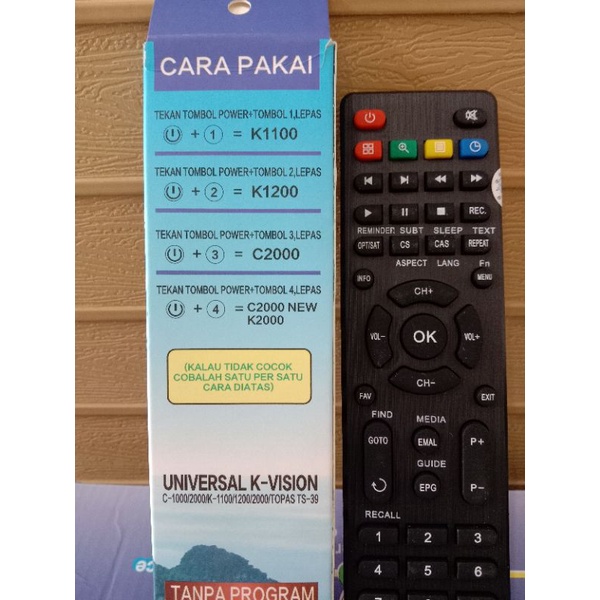 CARA PAKAI
TEKAN TOMBOL POWER+TOMBOL 1,LEPAS
+ 1 = K1100
TEKAN TOMBOL POWER+TOMBOL 2,LEPAS
+ 2 = K1200
TEKAN TOMBOL POWER+TOMBOL 3,LEPAS
+ 3 = C2000
TEKAN TOMBOL POWER+TOMBOL 4,LEPAS
+ 4 = C2000 NEW
K2000
(KALAU TIDAK COCOK
COBALAH SATU PER SATU
CARA DIATAS)
UNIVERSAL K-VISION
C-1000/2000/K-1100/1200/2000/TOPAS TS-39
TANPA PROGRAM
REC.
REMINDER SUBT SLEEP TEXT
OPT/SAT CS CAS REPEAT
ASPECT LANG Fn
INFO MENU
CH+
VOL- OK VOL+
CH-
FAV EXIT
FIND MEDIA
GOTO EMAL P+
GUIDE
EPG P-
RECALL
1 2 3
4 5 6